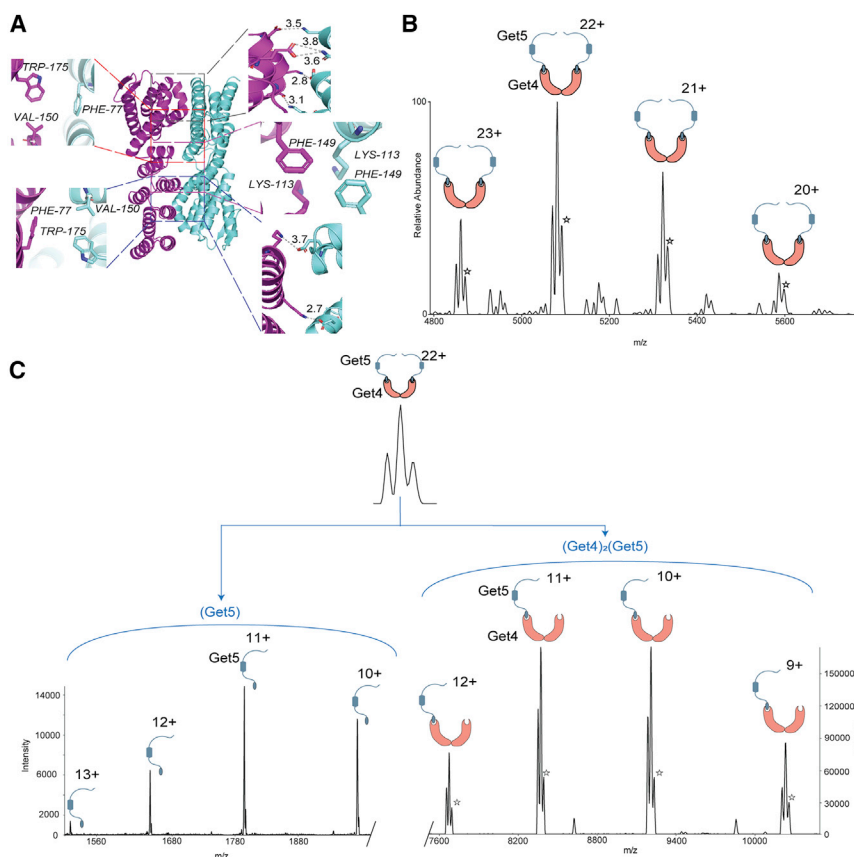 A
TRP-175
VAL-150
PHE-77
3.5
3.8
3.6
2.8
3.1
PHE-149
LYS-113
LYS-113
PHE-149
PHE-77
VAL-150
TRP-175
3.7
2.7
B
Get5
22+
Get4
21+
23+
20+
100
Relative Abundance
0
4800
5000
5200
5400
5600
m/z
C
Get5
22+
Get4
(Get5)
(Get4)₂(Get5)
13+
12+
Get5
11+
10+
14000
12000
10000
8000
6000
4000
2000
0
Intensity
1560
1680
1780
1880
m/z
12+
Get5
11+
Get4
10+
9+
150000
120000
90000
60000
30000
0
7600
8200
8800
9400
10000
m/z